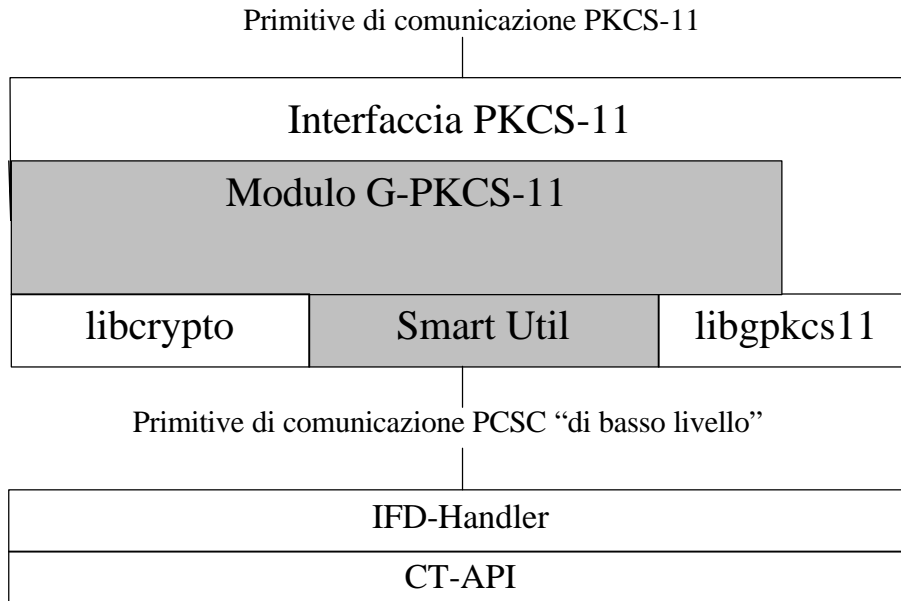 Primitive di comunicazione PKCS-11
Interfaccia PKCS-11
Modulo G-PKCS-11
libcrypto
Smart Util
libgpkcs11
Primitive di comunicazione PCSC “di basso livello”
IFD-Handler
CT-API